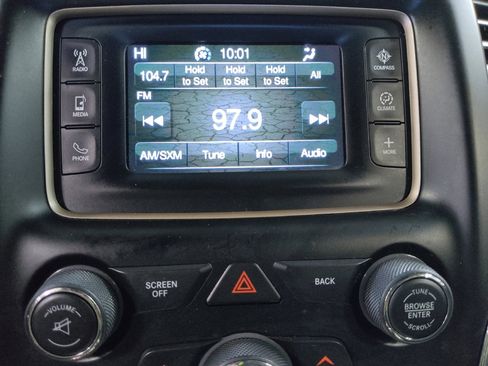 HI 10:01
104.7 Hold to Set Hold to Set Hold to Set All
FM
97.9
AM/SXM Tune Info Audio
RADIO
MEDIA
PHONE
COMPASS
CLIMATE
+
MORE
VOLUME
SCREEN
OFF
BACK
TUNE
BROWSE
ENTER
SCROLL